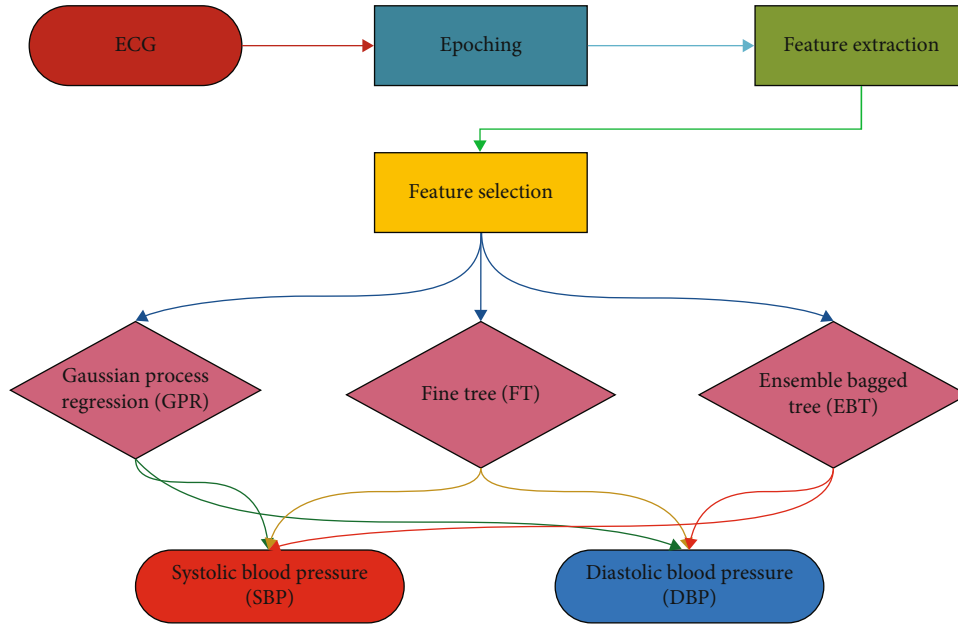 ECG
Epoching
Feature extraction
Feature selection
Gaussian process
regression (GPR)
Fine tree (FT)
Ensemble bagged
tree (EBT)
Systolic blood pressure
(SBP)
Diastolic blood pressure
(DBP)